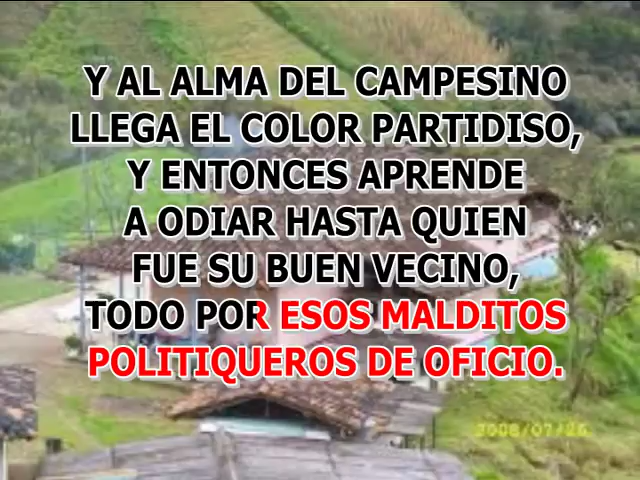 Y AL ALMA DEL CAMPESINO
LLEGA EL COLOR PARTIDISO,
Y ENTONCES APRENDE
A ODIAR HASTA QUIEN
FUE SU BUEN VECINO,
TODO POR ESOS MALDITOS
POLITIQUEROS DE OFICIO.
2008/07/26